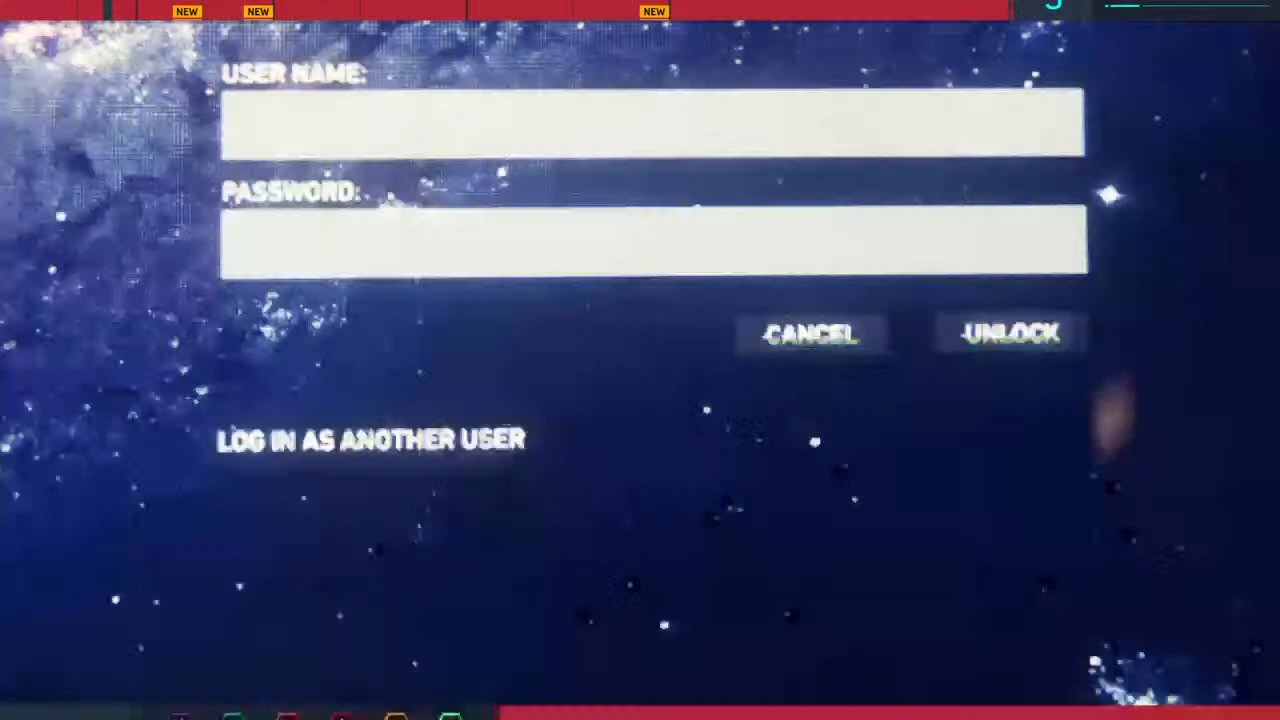 NEW NEW NEW
USER NAME:
PASSWORD:
CANCEL UNLOCK
LOG IN AS ANOTHER USER